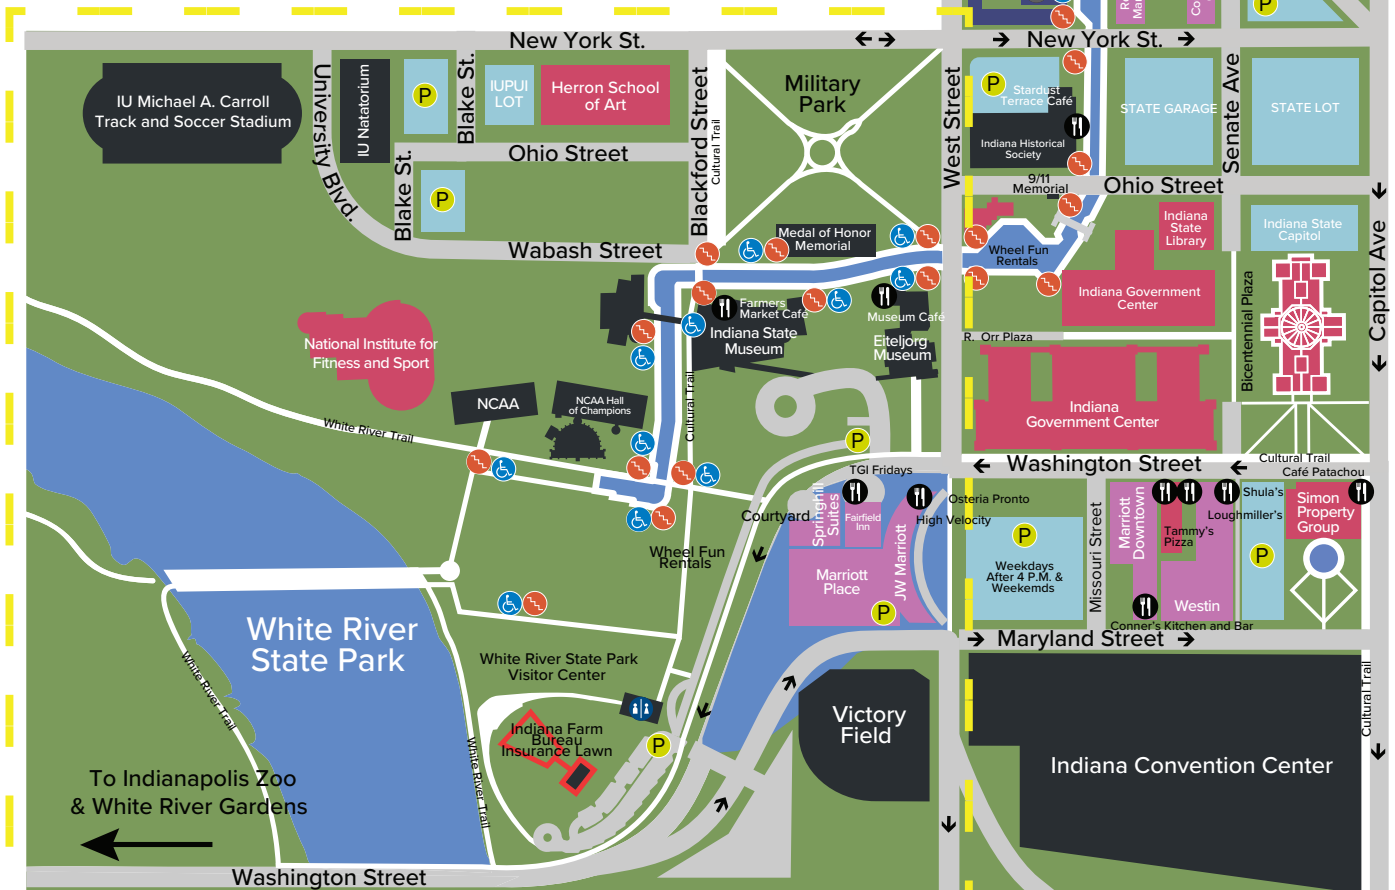 New York St.
New York St.
IU Michael A. Carroll
Track and Soccer Stadium
University Blvd.
IU Natatorium
P
Blake St.
IUPUI
LOT
Herron School
of Art
Blackford Street
Cultural Trail
Military
Park
West Street
P
Stardust
Terrace Café
Indiana Historical
Society
STATE GARAGE
Senate Ave
STATE LOT
P
Ohio Street
Blake St.
P
Wabash Street
9/11
Memorial
Ohio Street
Medal of Honor
Memorial
Wheel Fun
Rentals
Indiana
State
Library
Indiana State
Capitol
Capitol Ave
Indiana Government
Center
Bicentennial Plaza
Farmers
Market Café
Indiana State
Museum
Museum Café
Eiteljorg
Museum
R. Orr Plaza
National Institute for
Fitness and Sport
NCAA
NCAA Hall
of Champions
Cultural Trail
White River Trail
Indiana
Government Center
P
Washington Street
Cultural Trail
Café Patachou
TGI Fridays
Springhill
Suites
Fairfield
Inn
Courtyard
Osteria Pronto
High Velocity
JW Marriott
Marriott
Place
P
P
Weekdays
After 4 P.M. &
Weekemds
Missouri Street
Marriott
Downtown
Tammy's
Pizza
Shula's
Loughmiller's
Simon
Property
Group
P
Westin
Conner's Kitchen and Bar
Maryland Street
Wheel Fun
Rentals
White River
State Park
White River Trail
White River State Park
Visitor Center
Indiana Farm
Bureau
Insurance Lawn
P
White River Trail
Victory
Field
Indiana Convention Center
Cultural Trail
To Indianapolis Zoo
& White River Gardens
Washington Street